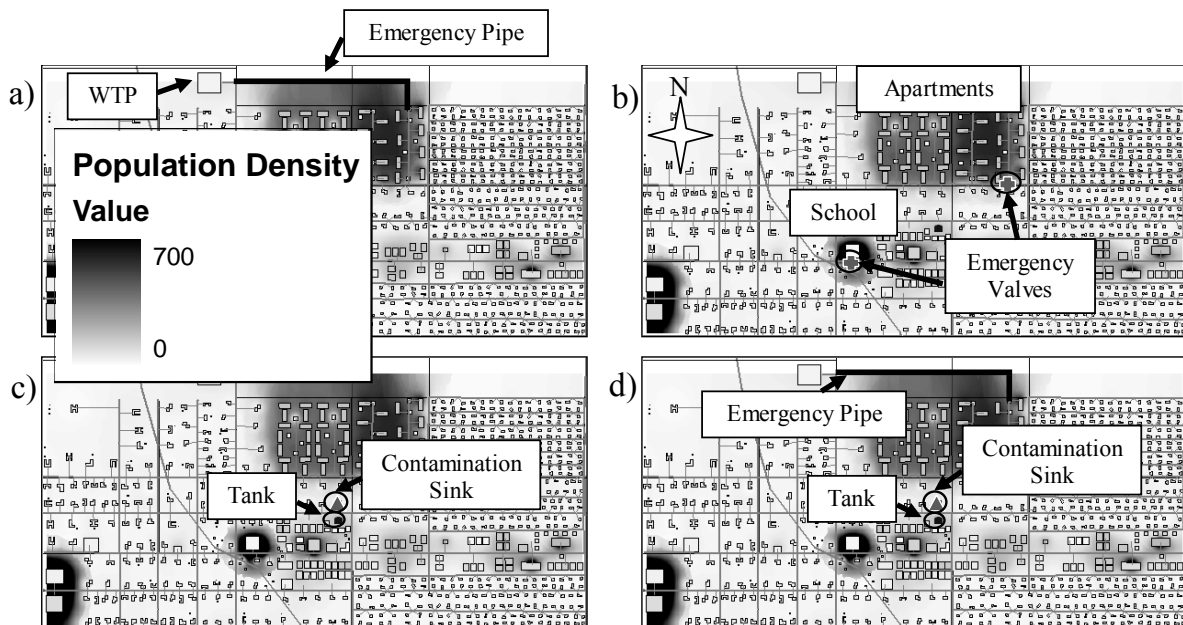 Emergency Pipe
a)
WTP
Population Density
Value
700
0
b)
N
Apartments
School
Emergency
Valves
c)
Contamination
Sink
Tank
d)
Emergency Pipe
Contamination
Sink
Tank